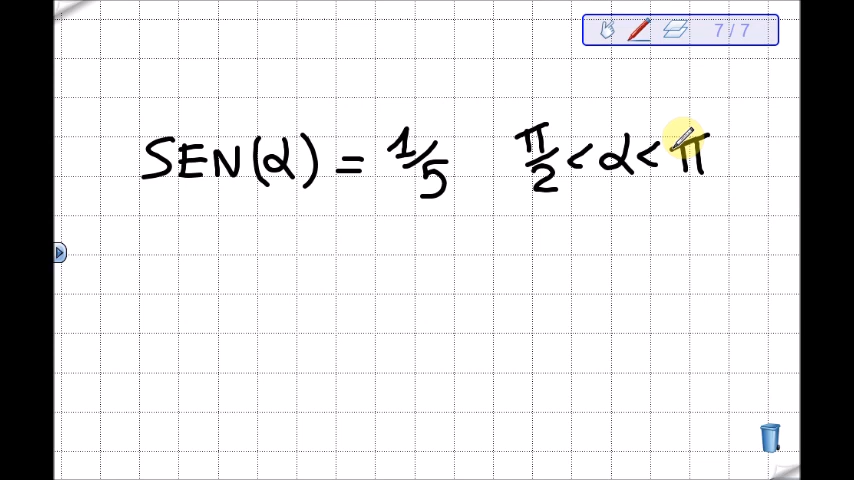 7 / 7
SEN(α) = 1/5 π/2 < α < π